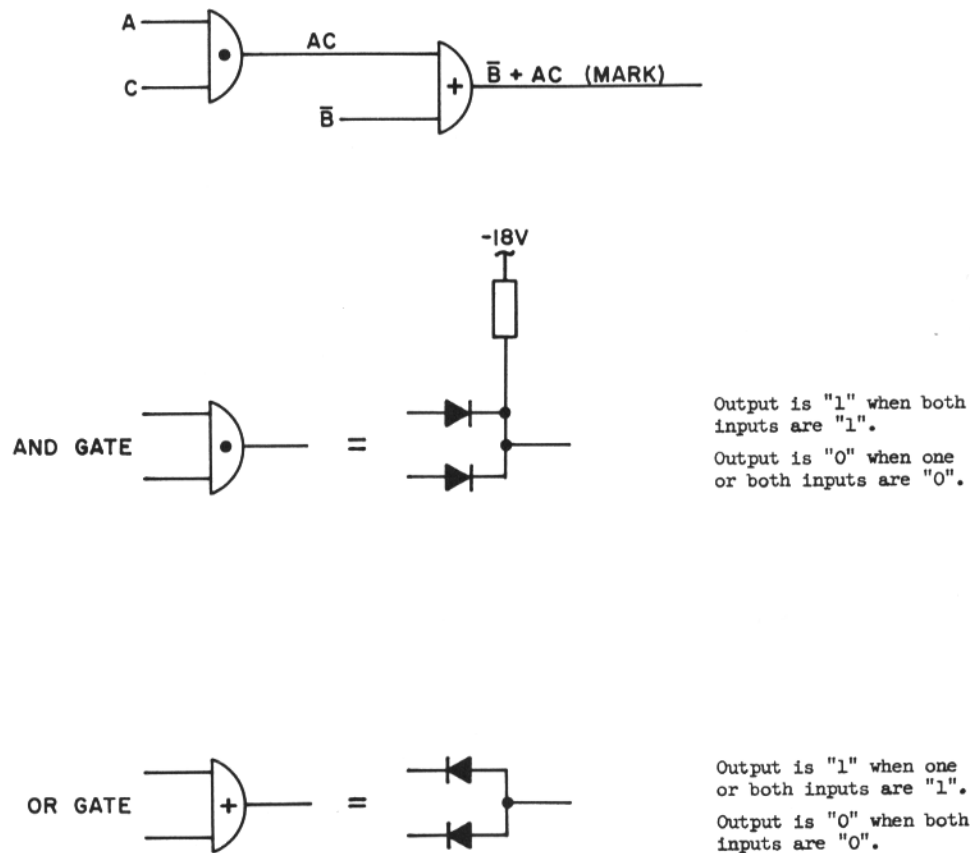 A
C
AC
B̅
B̅ + AC (MARK)
-18V
AND GATE
=
Output is "1" when both
inputs are "1".
Output is "0" when one
or both inputs are "0".
OR GATE
+
=
Output is "1" when one
or both inputs are "1".
Output is "0" when both
inputs are "0".